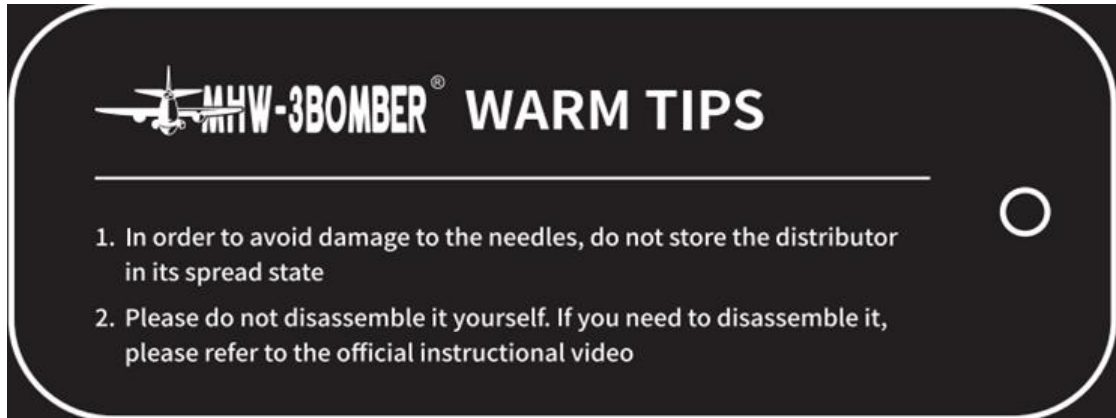 MHW-3BOMBER® WARM TIPS
1. In order to avoid damage to the needles, do not store the distributor
in its spread state
2. Please do not disassemble it yourself. If you need to disassemble it,
please refer to the official instructional video